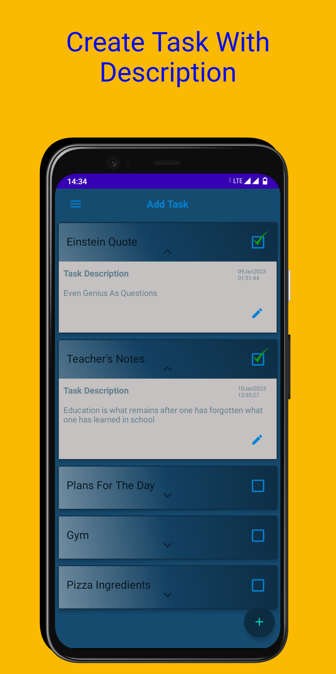 Create Task With
Description
14:34
LTE
Add Task
Einstein Quote
Task Description
09Jan2023
01:51:44
Even Genius As Questions
Teacher's Notes
Task Description
10Jan2023
13:55:27
Education is what remains after one has forgotten what
one has learned in school
Plans For The Day
Gym
Pizza Ingredients